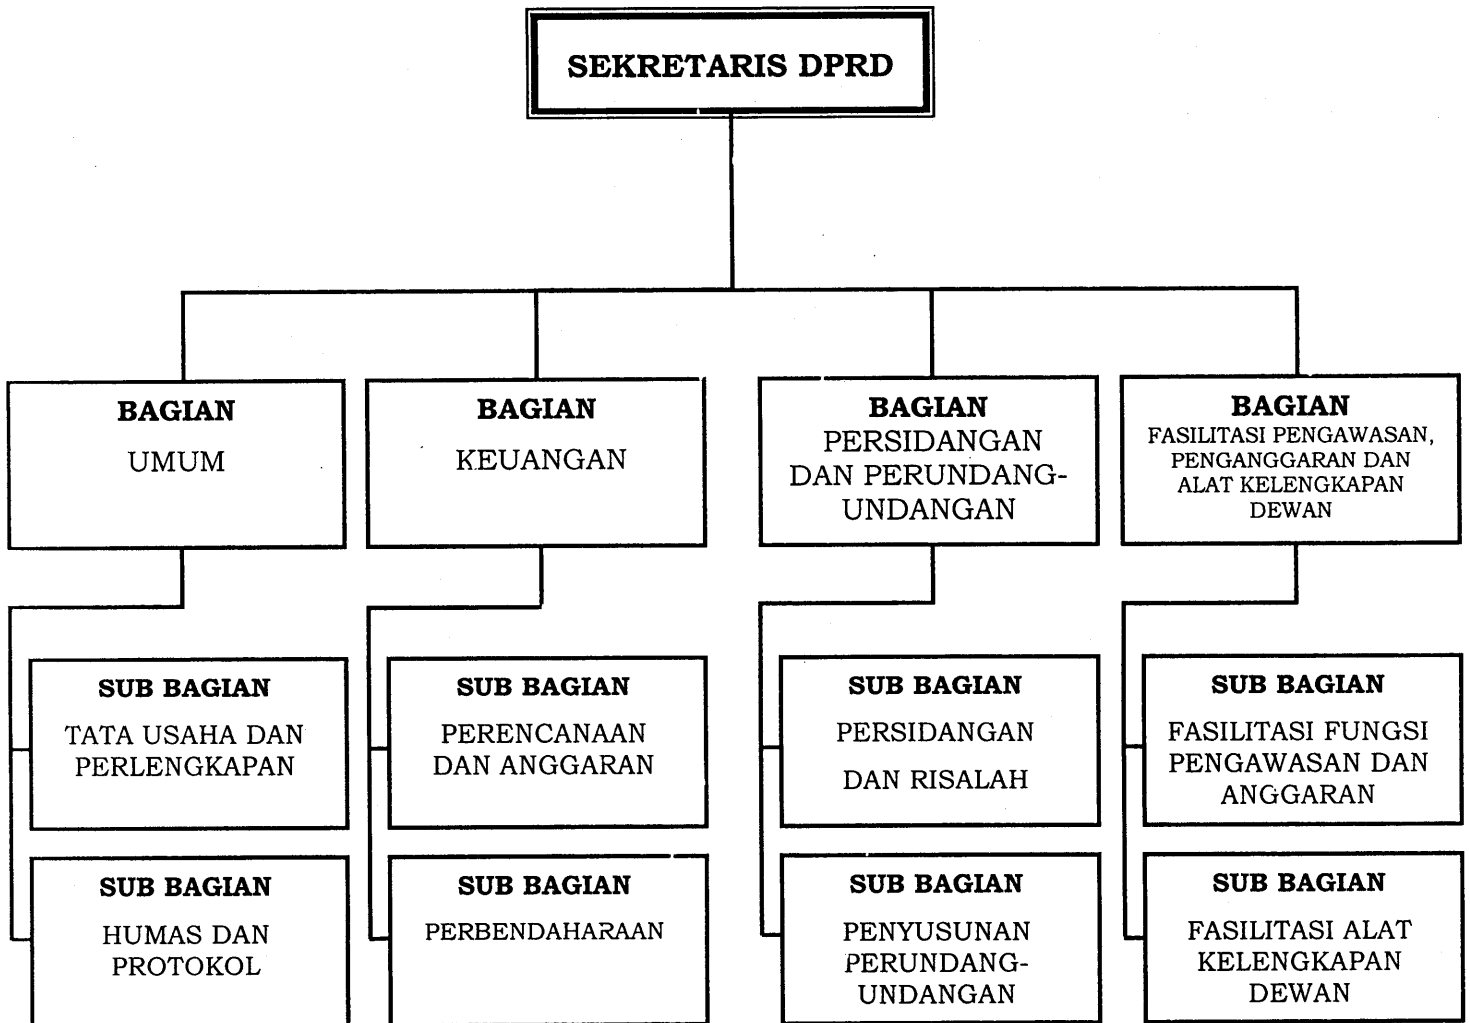 SEKRETARIS DPRD
BAGIAN
UMUM
BAGIAN
KEUANGAN
BAGIAN
PERSIDANGAN
DAN PERUNDANG-
UNDANGAN
BAGIAN
FASILITASI PENGAWASAN,
PENGANGGARAN DAN
ALAT KELENGKAPAN
DEWAN
SUB BAGIAN
TATA USAHA DAN
PERLENGKAPAN
SUB BAGIAN
PERENCANAAN
DAN ANGGARAN
SUB BAGIAN
PERSIDANGAN
DAN RISALAH
SUB BAGIAN
FASILITASI FUNGSI
PENGAWASAN DAN
ANGGARAN
SUB BAGIAN
HUMAS DAN
PROTOKOL
SUB BAGIAN
PERBENDAHARAAN
SUB BAGIAN
PENYUSUNAN
PERUNDANG-
UNDANGAN
SUB BAGIAN
FASILITASI ALAT
KELENGKAPAN
DEWAN